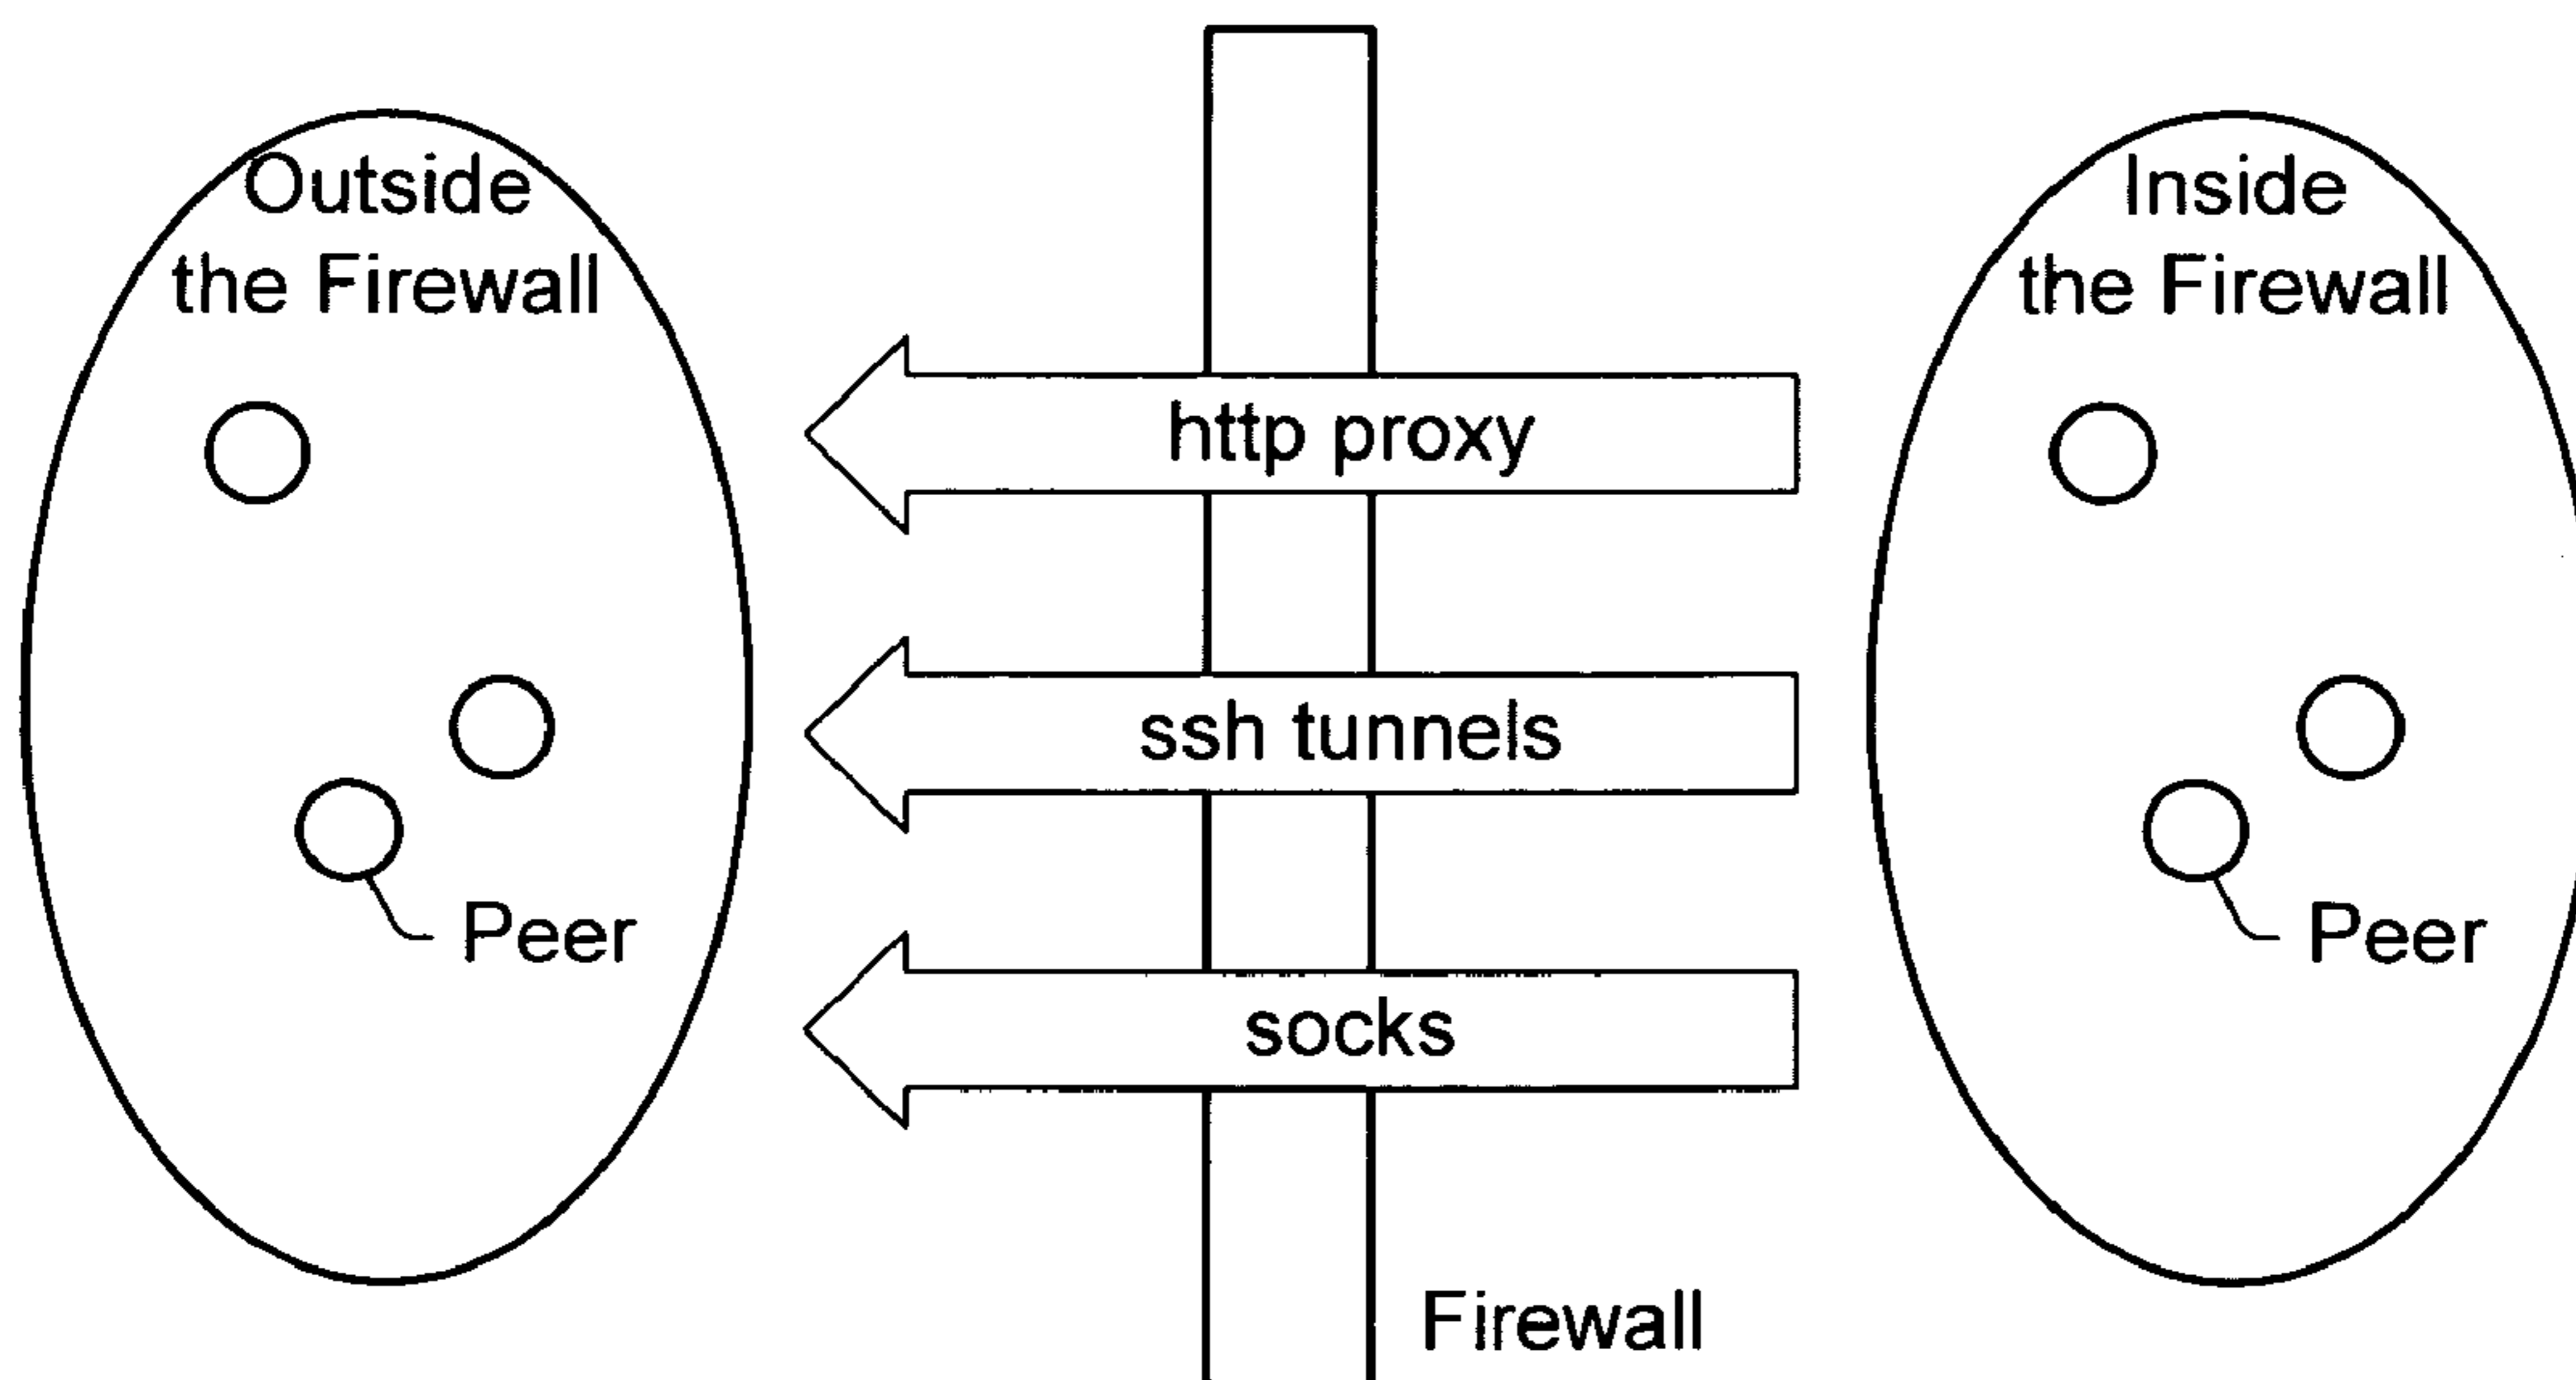 Outside
the Firewall
Inside
the Firewall
http proxy
ssh tunnels
Peer
Peer
socks
Firewall